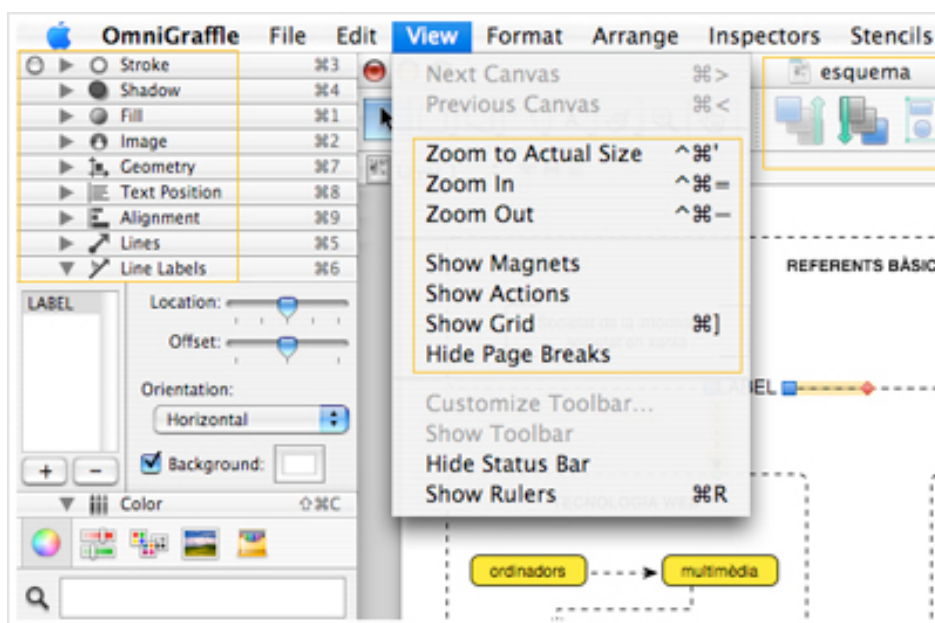 OmniGraffle File Edit View Format Arrange Inspectors Stencils
Stroke ⌘3
Shadow ⌘4
Fill ⌘1
Image ⌘2
Geometry ⌘7
Text Position ⌘8
Alignment ⌘9
Lines ⌘5
Line Labels ⌘6
LABEL
Location:
Offset:
Orientation:
Horizontal
+ −
Background:
Color ⇧⌘C
Next Canvas ⌘>
Previous Canvas ⌘<
Zoom to Actual Size ^⌘'
Zoom In ^⌘=
Zoom Out ^⌘−
Show Magnets
Show Actions
Show Grid ⌘]
Hide Page Breaks
Customize Toolbar...
Show Toolbar
Hide Status Bar
Show Rulers ⌘R
esquema
REFERENTS BÀSIC
TECNOLOGIA WEB
ordinadors
multimèdia